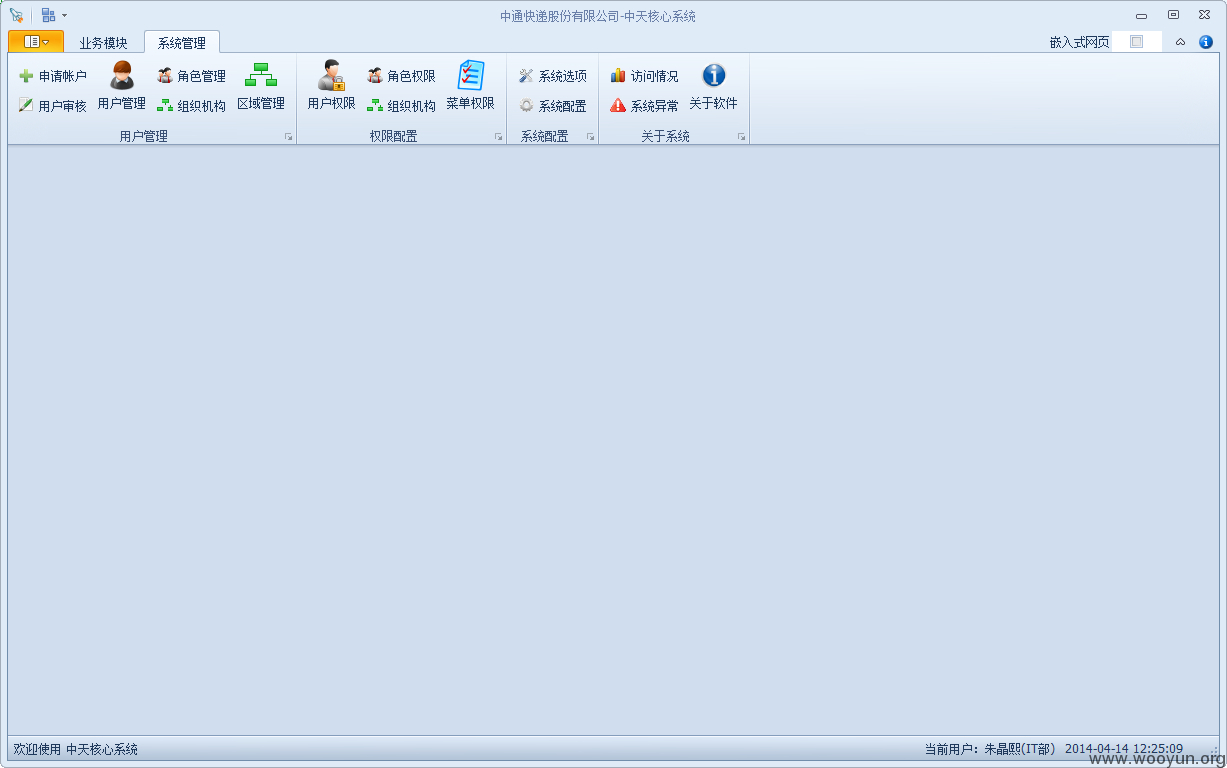 中通快递股份有限公司-中天核心系统
业务模块 系统管理 嵌入式网页
申请帐户 用户管理 角色管理 区域管理 用户权限 角色权限 菜单权限 系统选项 访问情况 关于软件
用户审核 组织机构 组织机构 系统配置 系统异常
用户管理 权限配置 系统配置 关于系统
欢迎使用 中天核心系统 当前用户: 朱晶熙(IT部) 2014-04-14 12:25:09
www.wooyun.org